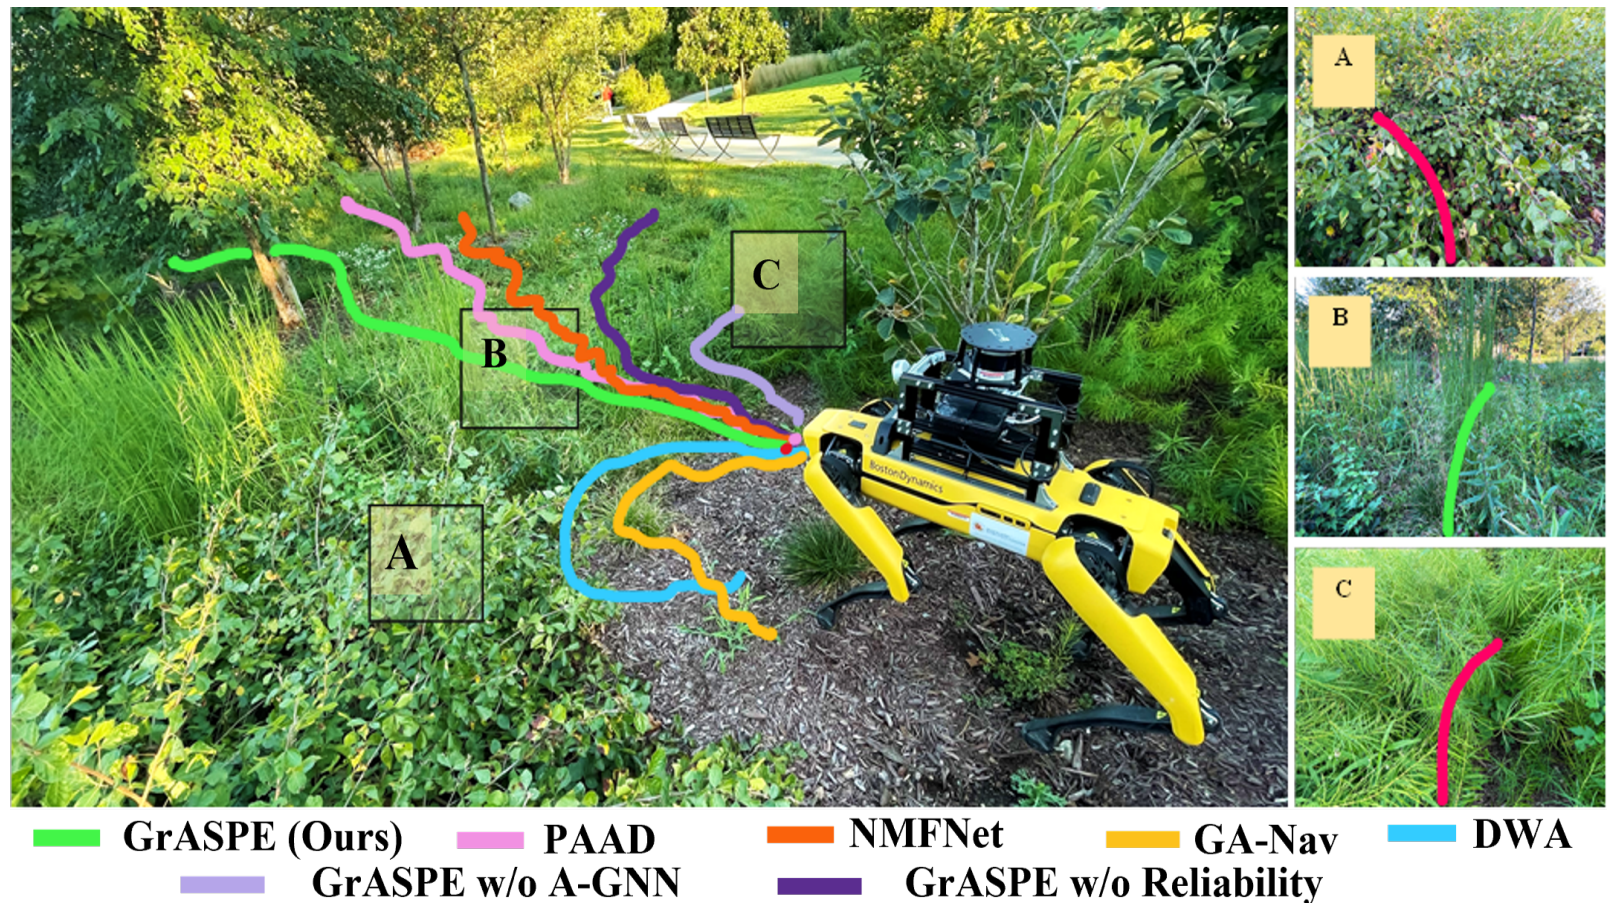 A
B
C
A
B
C
BostonDynamics
GrASPE (Ours)
PAAD
NMFNet
GA-Nav
DWA
GrASPE w/o A-GNN
GrASPE w/o Reliability